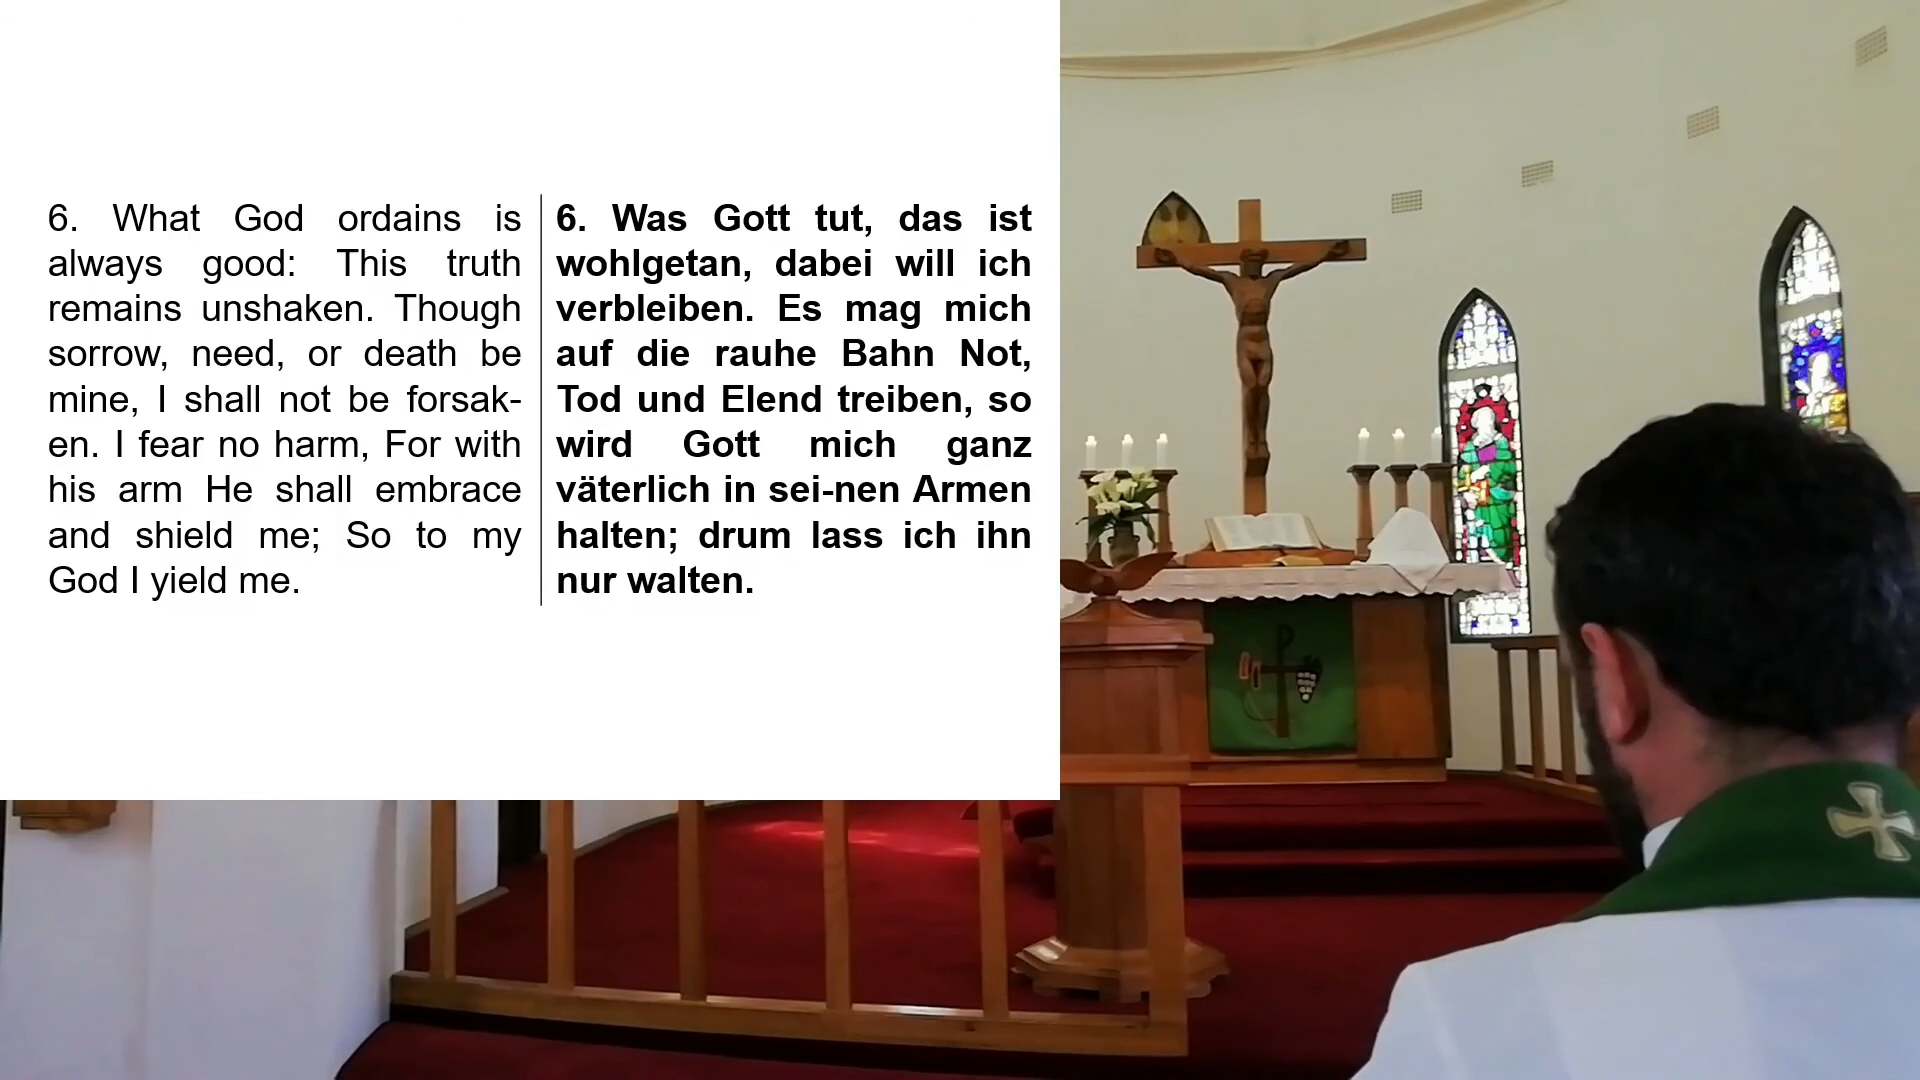 6. What God ordains is
always good: This truth
remains unshaken. Though
sorrow, need, or death be
mine, I shall not be forsak-
en. I fear no harm, For with
his arm He shall embrace
and shield me; So to my
God I yield me.
6. Was Gott tut, das ist
wohlgetan, dabei will ich
verbleiben. Es mag mich
auf die rauhe Bahn Not,
Tod und Elend treiben, so
wird Gott mich ganz
väterlich in sei-nen Armen
halten; drum lass ich ihn
nur walten.